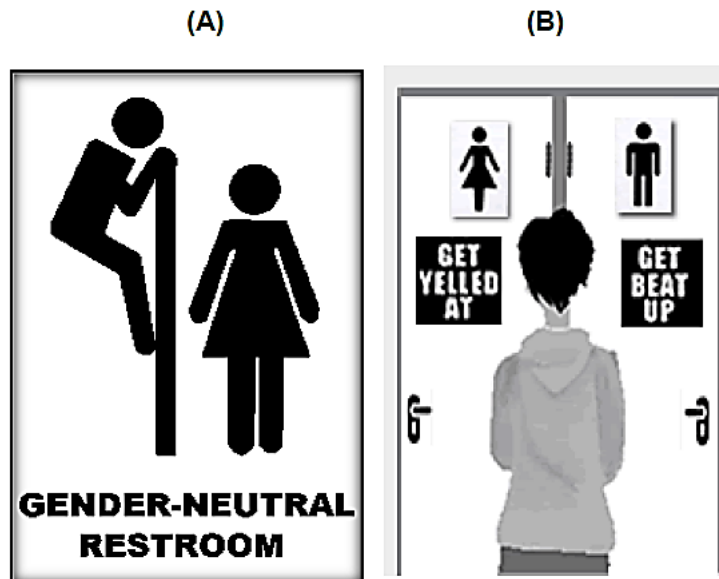 (A)
(B)
GENDER-NEUTRAL
RESTROOM
GET
YELLED
AT
GET
BEAT
UP